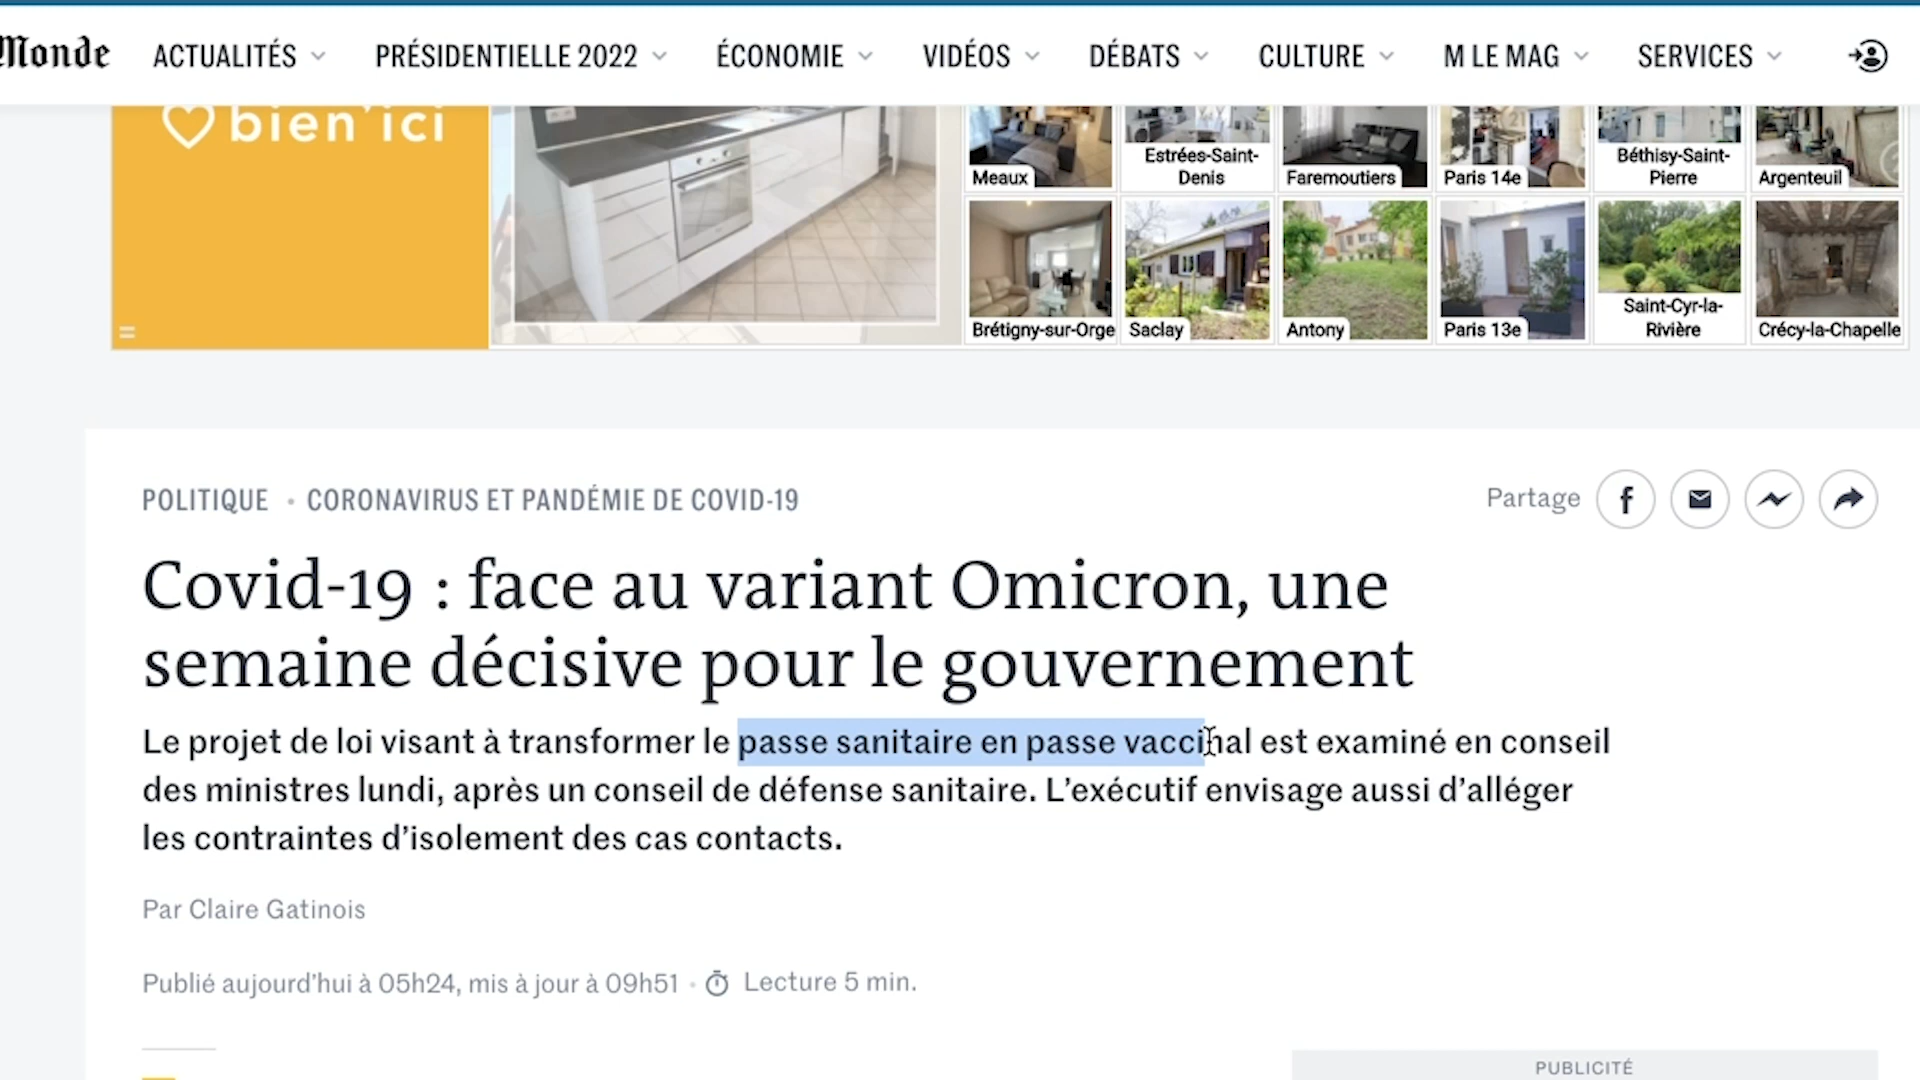 Monde ACTUALITÉS PRÉSIDENTIELLE 2022 ÉCONOMIE VIDÉOS DÉBATS CULTURE M LE MAG SERVICES
bien'ici
Meaux
Estrées-Saint-
Denis
Faremoutiers
Paris 14e
Béthisy-Saint-
Pierre
Argenteuil
Brétigny-sur-Orge
Saclay
Antony
Paris 13e
Saint-Cyr-la-
Rivière
Crécy-la-Chapelle
POLITIQUE • CORONAVIRUS ET PANDÉMIE DE COVID-19
Partage
Covid-19 : face au variant Omicron, une
semaine décisive pour le gouvernement
Le projet de loi visant à transformer le passe sanitaire en passe vaccinal est examiné en conseil
des ministres lundi, après un conseil de défense sanitaire. L’exécutif envisage aussi d’alléger
les contraintes d’isolement des cas contacts.
Par Claire Gatinois
Publié aujourd’hui à 05h24, mis à jour à 09h51 • Lecture 5 min.
PUBLICITÉ